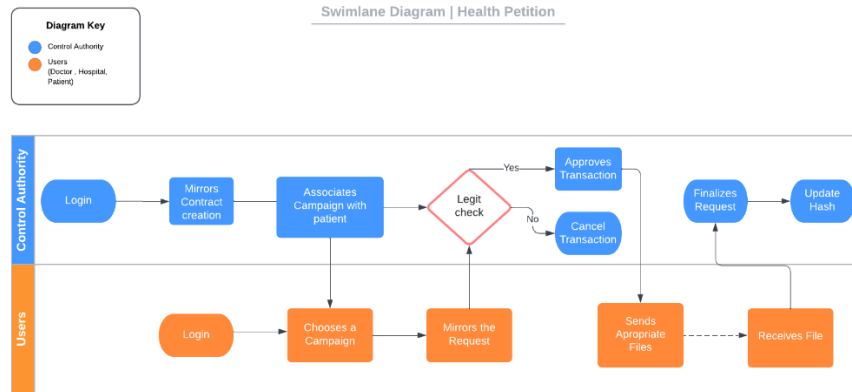 Swimlane Diagram | Health Petition
Diagram Key
Control Authority
Users
(Doctor , Hospital,
Patient)
Control Authority
Login
Mirrors
Contract
creation
Associates
Campaign with
patient
Legit
check
Yes
No
Approves
Transaction
Cancel
Transaction
Finalizes
Request
Update
Hash
Users
Login
Chooses a
Campaign
Mirrors the
Request
Sends
Apropriate
Files
Receives File